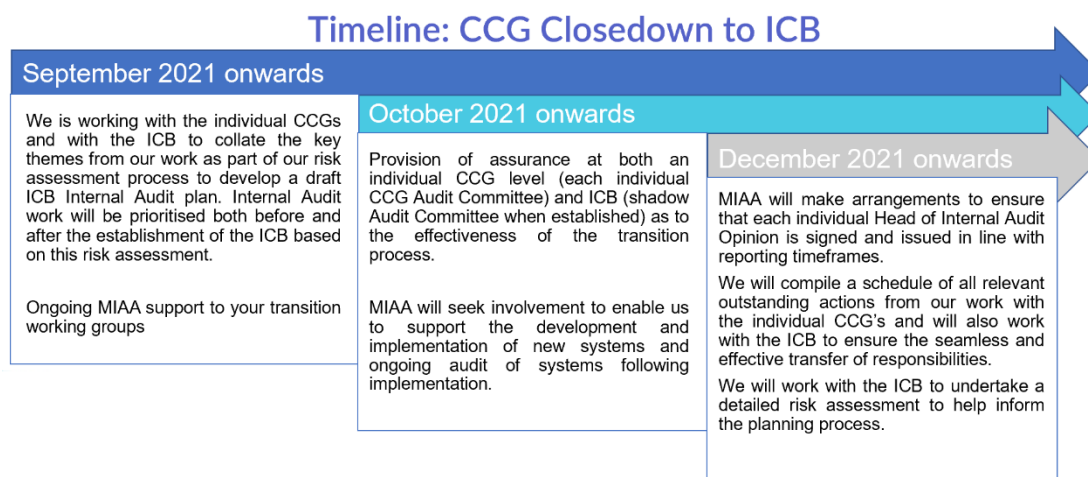 Timeline: CCG Closedown to ICB
September 2021 onwards
We is working with the individual CCGs
and with the ICB to collate the key
themes from our work as part of our risk
assessment process to develop a draft
ICB Internal Audit plan. Internal Audit
work will be prioritised both before and
after the establishment of the ICB based
on this risk assessment.
Ongoing MIAA support to your transition
working groups
October 2021 onwards
Provision of assurance at both an
individual CCG level (each individual
CCG Audit Committee) and ICB (shadow
Audit Committee when established) as to
the effectiveness of the transition
process.
MIAA will seek involvement to enable us
to support the development and
implementation of new systems and
ongoing audit of systems following
implementation.
December 2021 onwards
MIAA will make arrangements to ensure
that each individual Head of Internal Audit
Opinion is signed and issued in line with
reporting timeframes.
We will compile a schedule of all relevant
outstanding actions from our work with
the individual CCG's and will also work
with the ICB to ensure the seamless and
effective transfer of responsibilities.
We will work with the ICB to undertake a
detailed risk assessment to help inform
the planning process.